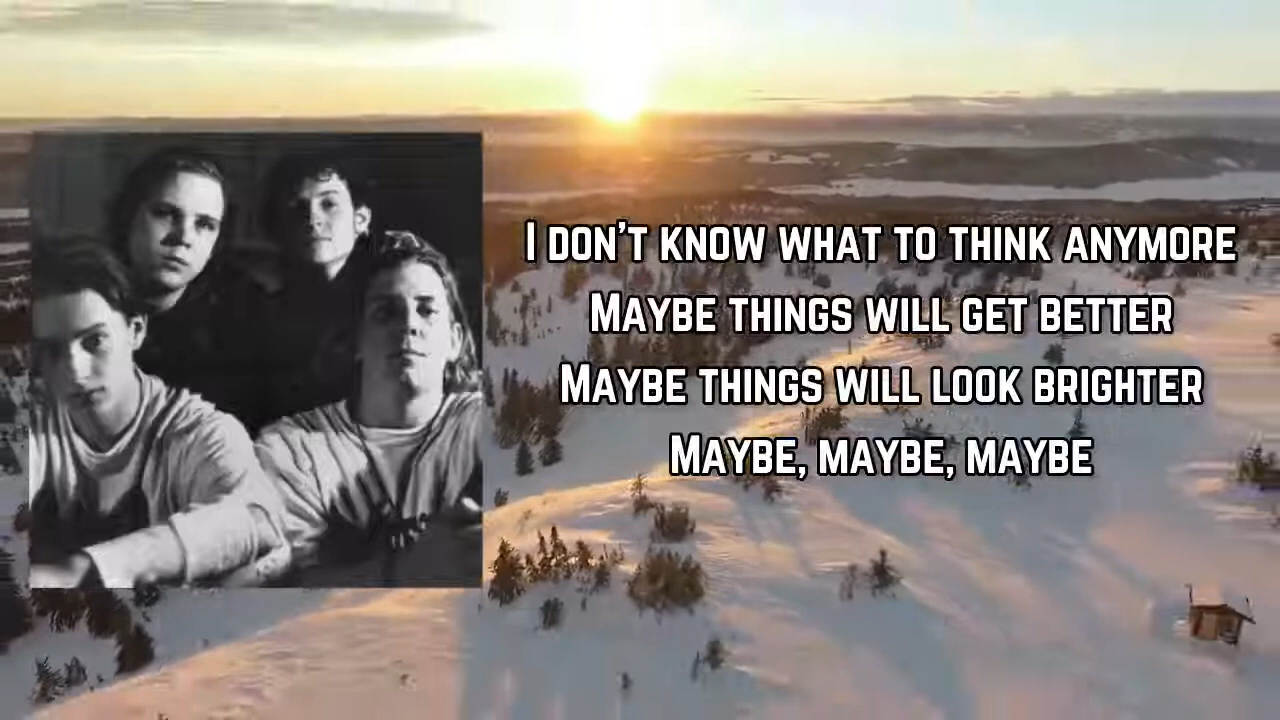 I don't know what to think anymore
Maybe things will get better
Maybe things will look brighter
Maybe, maybe, maybe